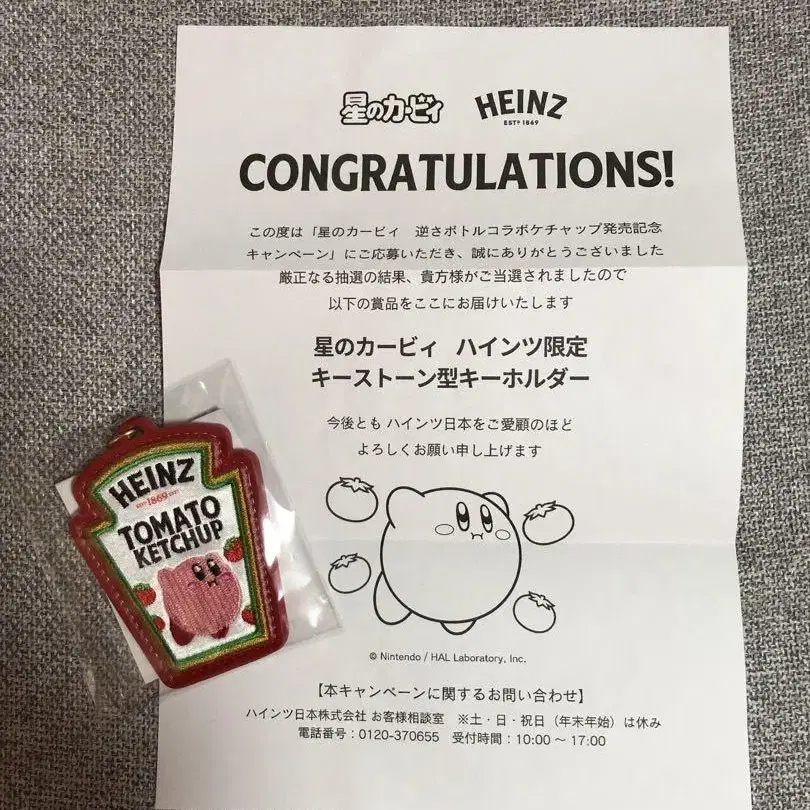 星のカービィ HEINZ
ESTD 1869
CONGRATULATIONS!
この度は「星のカービィ 逆さボトルコラボケチャップ発売記念
キャンペーン」にご応募いただき、誠にありがとうございました
厳正なる抽選の結果、貴方様がご当選されましたので
以下の賞品をここにお届けいたします
星のカービィ ハインツ限定
キーストーン型キーホルダー
今後とも ハインツ日本をご愛顧のほど
よろしくお願い申し上げます
© Nintendo / HAL Laboratory, Inc.
【本キャンペーンに関するお問い合わせ】
ハインツ日本株式会社 お客様相談室 ※土・日・祝日（年末年始）は休み
電話番号：0120-370655 受付時間：10:00 ～ 17:00
HEINZ
ESTD 1869
TOMATO
KETCHUP